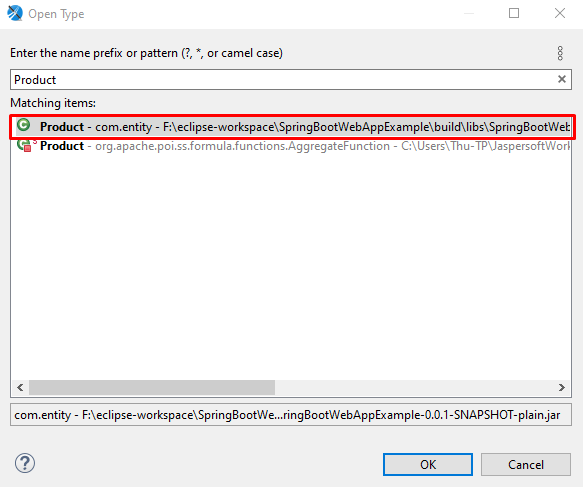 Open Type
Enter the name prefix or pattern (?, *, or camel case)
Product
Matching items:
Product - com.entity - F:\eclipse-workspace\SpringBootWebAppExample\build\libs\SpringBootWeb
Product - org.apache.poi.ss.formula.functions.AggregateFunction - C:\Users\Thu-TP\JaspersoftWork
com.entity - F:\eclipse-workspace\SpringBootWe...ringBootWebAppExample-0.0.1-SNAPSHOT-plain.jar
OK Cancel